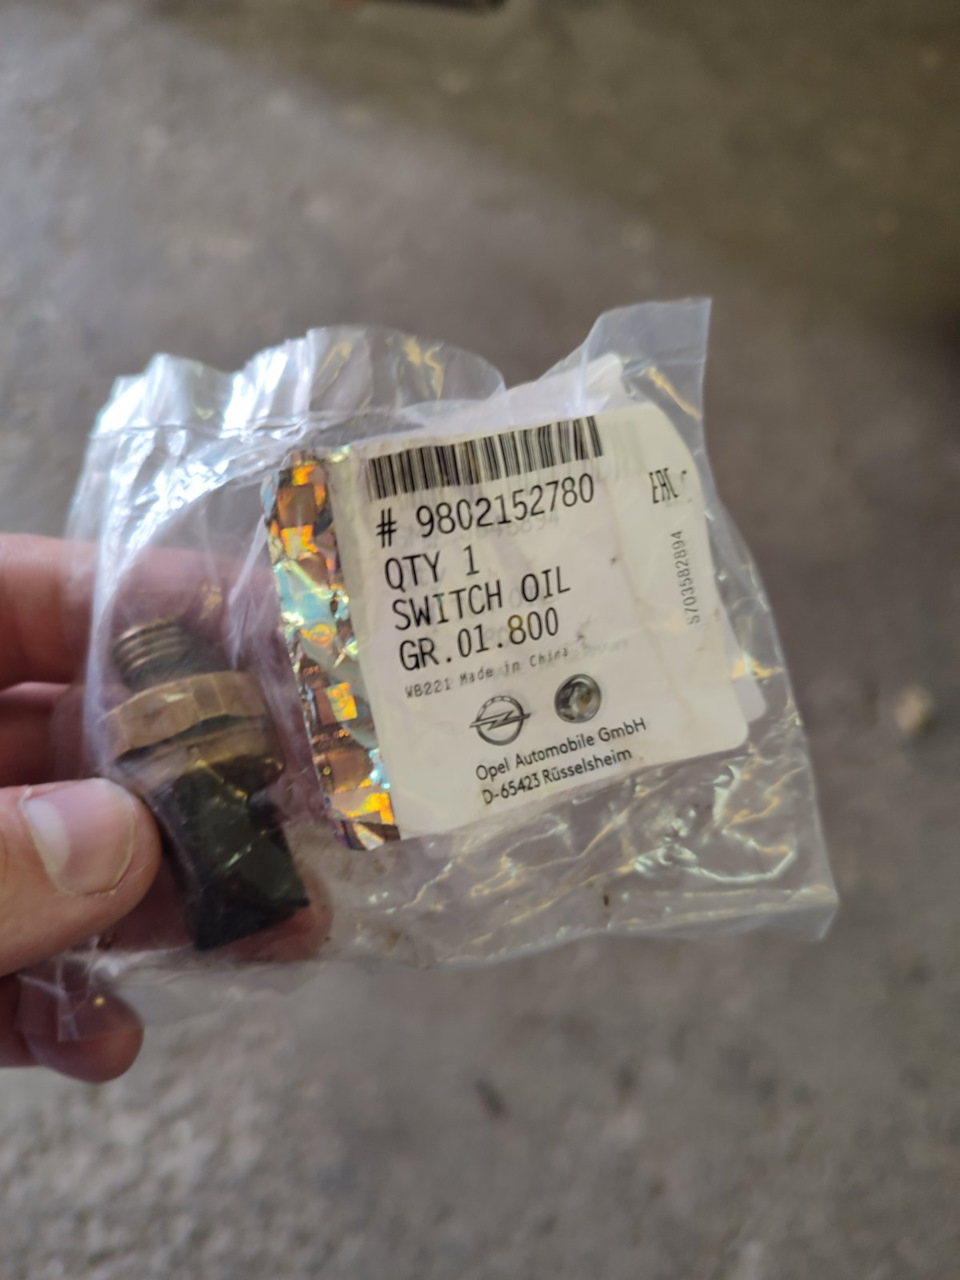 # 9802152780
QTY 1
SWITCH OIL
GR.01.800
WB221 Made in China
Opel Automobile GmbH
D-65423 Rüsselsheim
EAC
S703582894